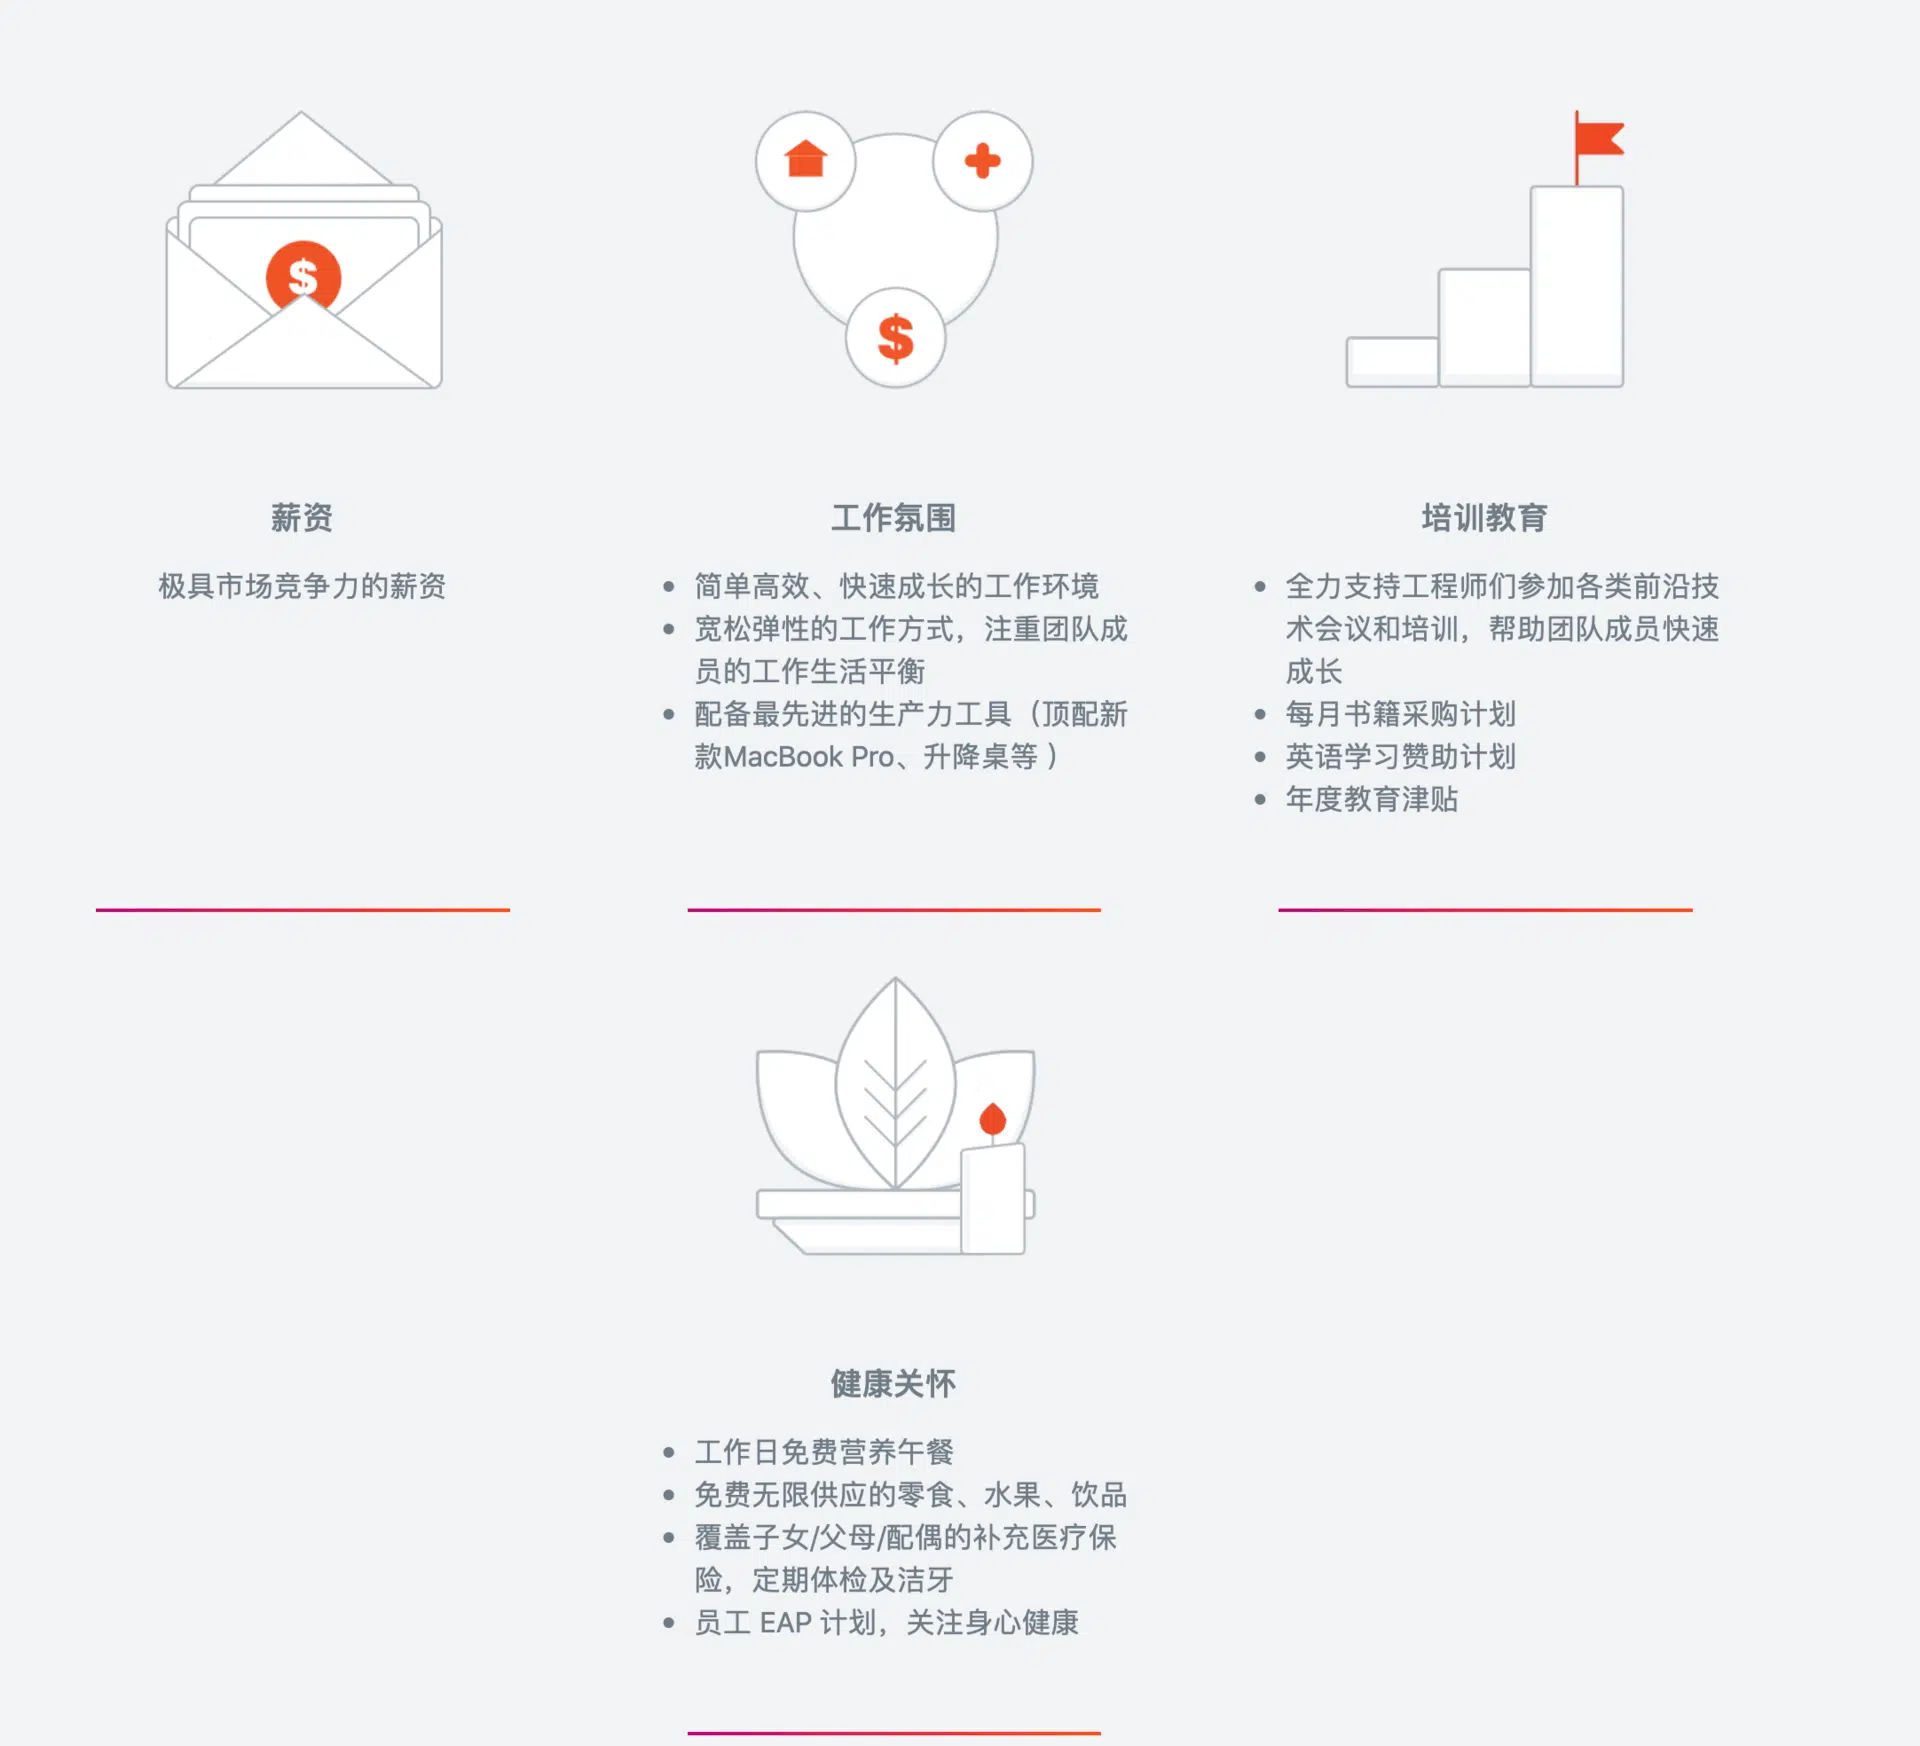 $
$
薪资
极具市场竞争力的薪资
工作氛围
简单高效、快速成长的工作环境
宽松弹性的工作方式，注重团队成
员的工作生活平衡
配备最先进的生产力工具（顶配新
款MacBook Pro、升降桌等 ）
培训教育
全力支持工程师们参加各类前沿技
术会议和培训，帮助团队成员快速
成长
每月书籍采购计划
英语学习赞助计划
年度教育津贴
健康关怀
工作日免费营养午餐
免费无限供应的零食、水果、饮品
覆盖子女/父母/配偶的补充医疗保
险，定期体检及洁牙
员工 EAP 计划，关注身心健康